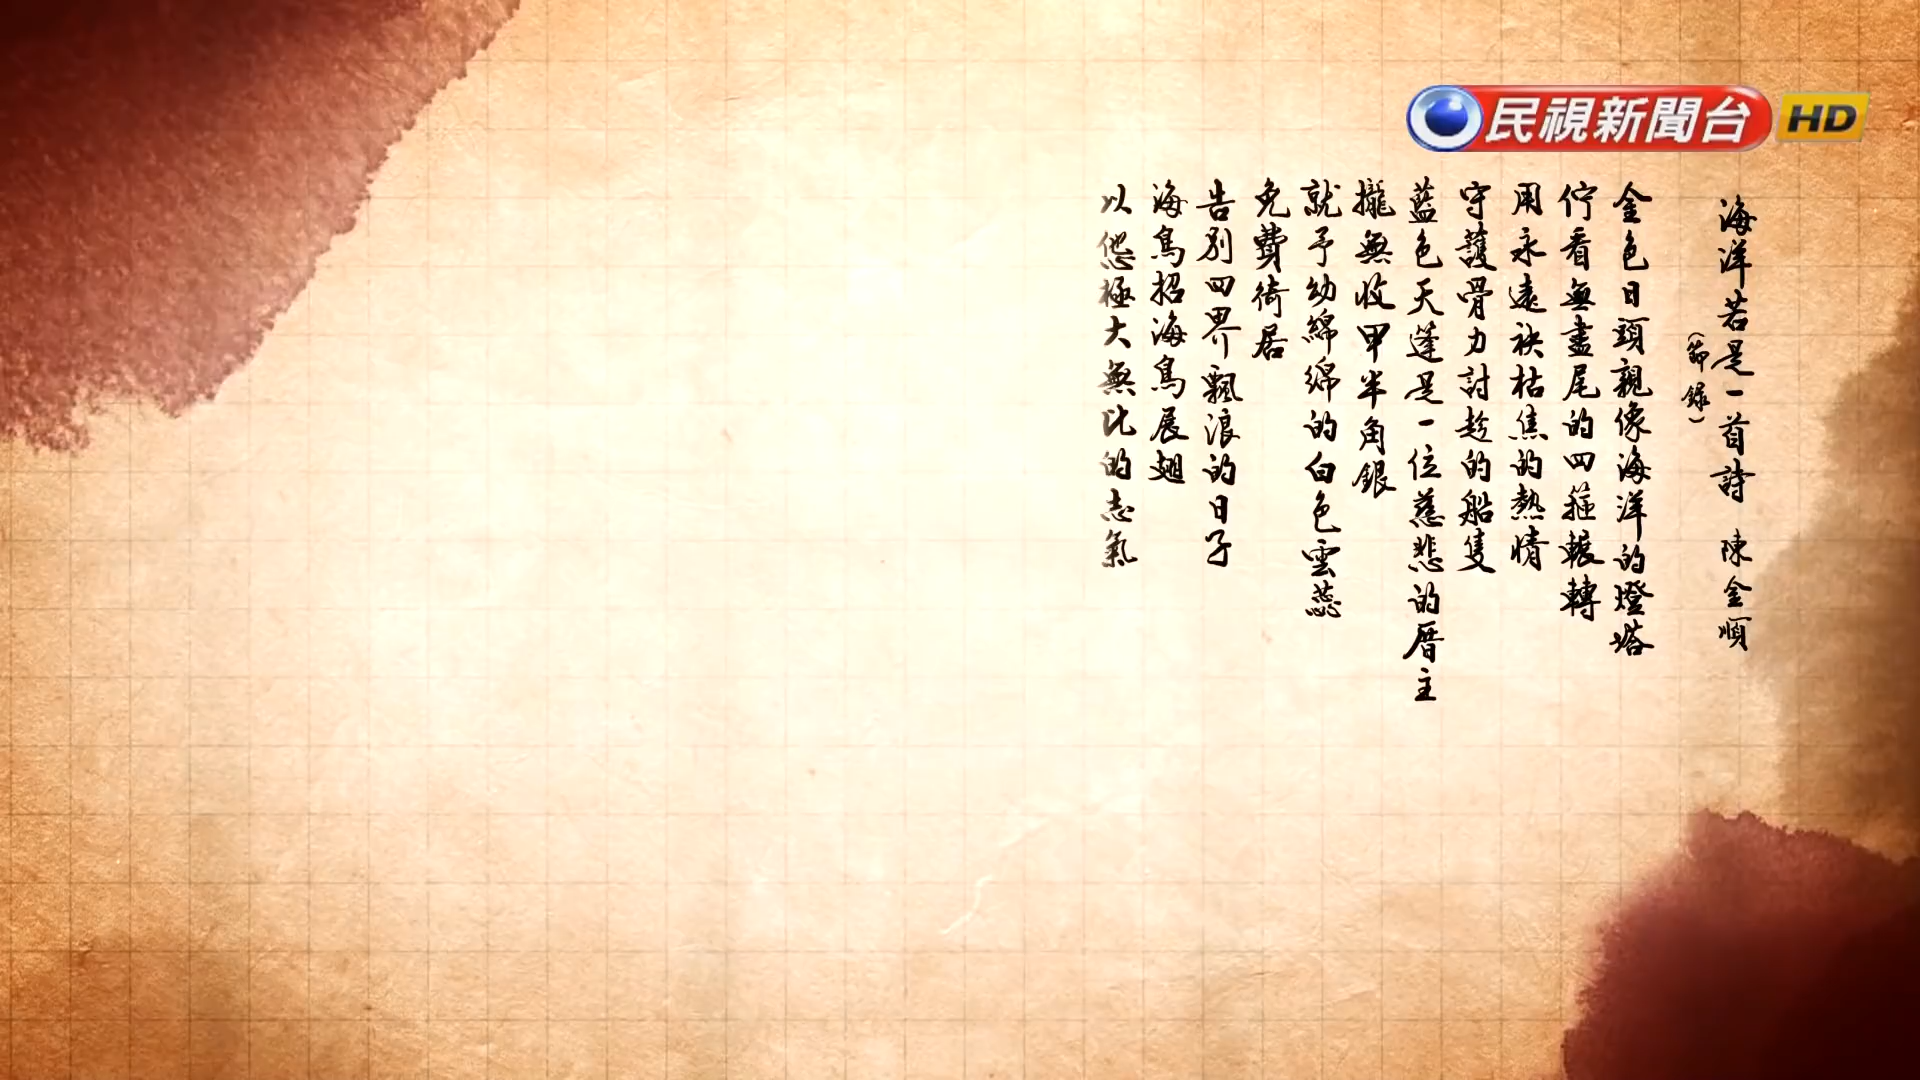 民視新聞台 HD
海洋若是一首詩 陳金順
(節錄)
金色日頭親像海洋的燈塔
佇看無盡尾的四箍輾轉
用永遠袂枯焦的熱情
守護骨力討趁的船隻
藍色天篷是一位慈悲的厝主
攏無收甲半角銀
就予幼綿綿的白色雲蕊
免費徛居
告別四界飄浪的日子
海鳥招海鳥展翅
以怹極大無比的志氣